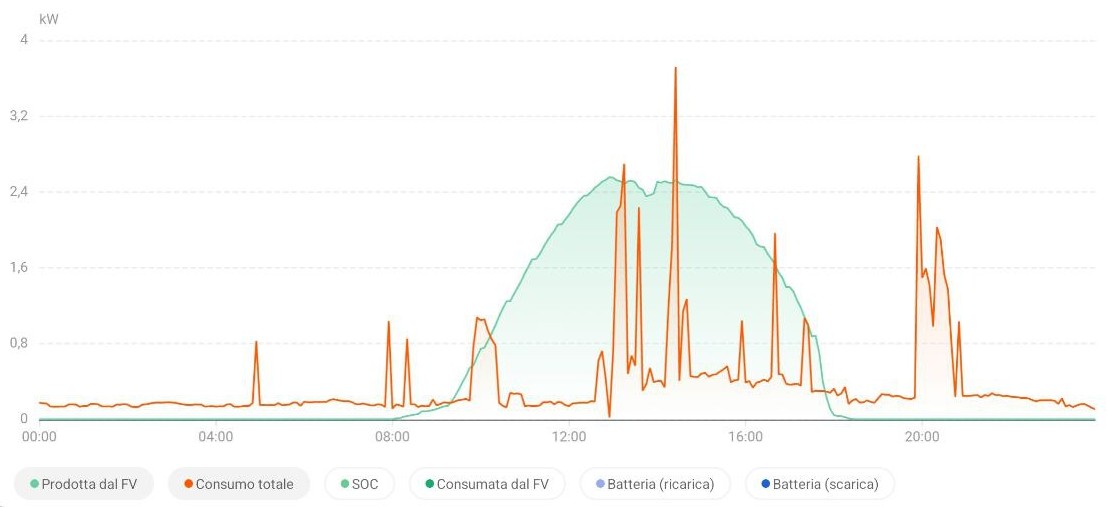 kW
4
3,2
2,4
1,6
0,8
0
00:00 04:00 08:00 12:00 16:00 20:00
Prodotta dal FV Consumo totale SOC Consumata dal FV Batteria (ricarica) Batteria (scarica)